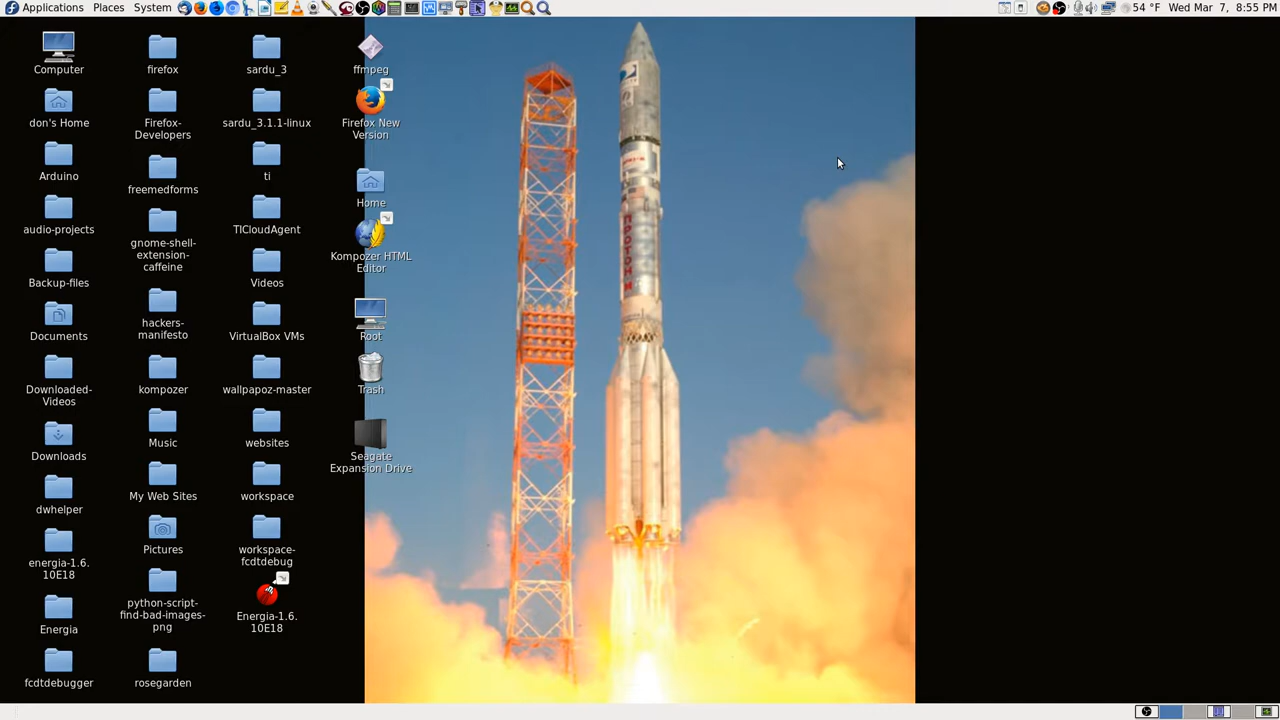 Applications Places System 54 °F Wed Mar 7, 8:55 PM
Computer
don's Home
Arduino
audio-projects
Backup-files
Documents
Downloaded-
Videos
Downloads
dwhelper
energia-1.6.
10E18
Energia
fcdtdebugger
firefox
Firefox-
Developers
freemedforms
gnome-shell-
extension-
caffeine
hackers-
manifesto
kompozer
Music
My Web Sites
Pictures
python-script-
find-bad-images-
png
rosegarden
sardu_3
sardu_3.1.1-linux
ti
TICloudAgent
Videos
VirtualBox VMs
wallpapoz-master
websites
workspace
workspace-
fcdtdebug
Energia-1.6.
10E18
ffmpeg
Firefox New
Version
Home
Kompozer HTML
Editor
Root
Trash
Seagate
Expansion Drive
ПРОТОН-М